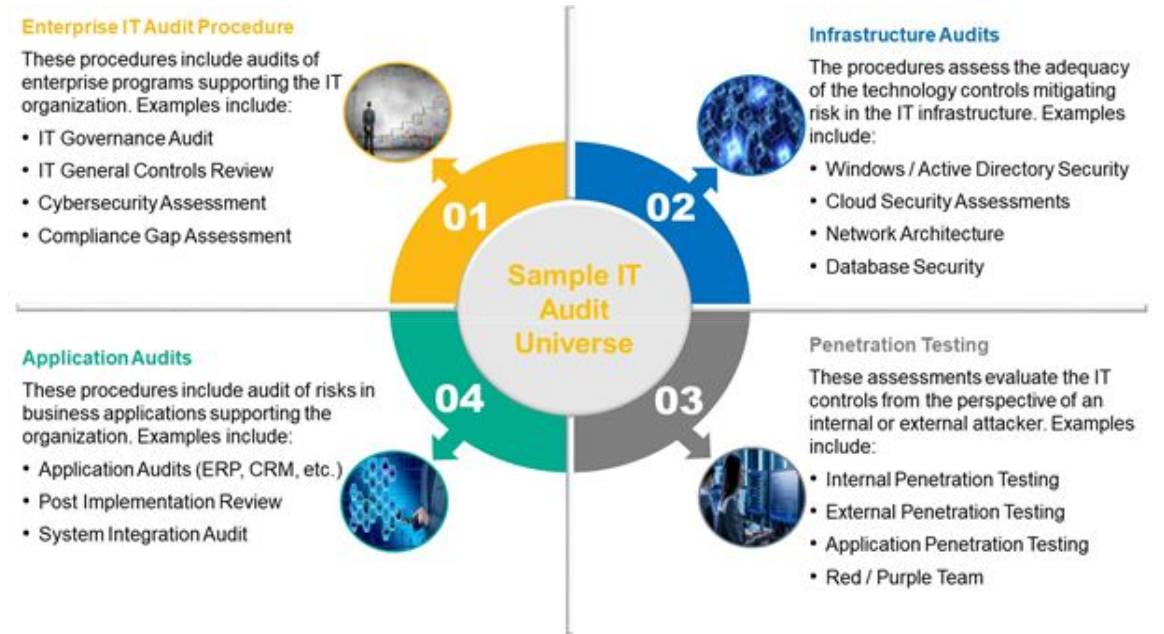 Enterprise IT Audit Procedure
These procedures include audits of
enterprise programs supporting the IT
organization. Examples include:
• IT Governance Audit
• IT General Controls Review
• Cybersecurity Assessment
• Compliance Gap Assessment
01
Infrastructure Audits
The procedures assess the adequacy
of the technology controls mitigating
risk in the IT infrastructure. Examples
include:
• Windows / Active Directory Security
• Cloud Security Assessments
• Network Architecture
• Database Security
02
Sample IT
Audit
Universe
Application Audits
These procedures include audit of risks in
business applications supporting the
organization. Examples include:
• Application Audits (ERP, CRM, etc.)
• Post Implementation Review
• System Integration Audit
04
Penetration Testing
These assessments evaluate the IT
controls from the perspective of an
internal or external attacker. Examples
include:
• Internal Penetration Testing
• External Penetration Testing
• Application Penetration Testing
• Red / Purple Team
03